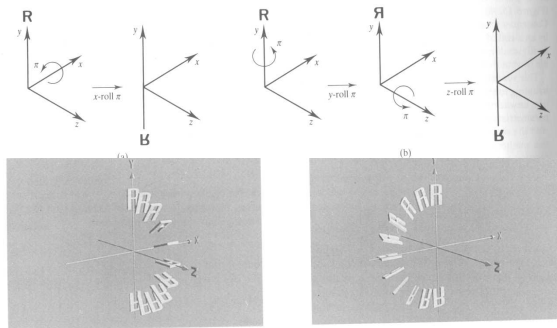 R
R
Я
y
y
y
y
y
π
x
x
π
x
x
x
x-roll π
y-roll π
z-roll π
π
z
z
z
z
z
R
R
(a)
(b)
Y
X
Z
X
Z